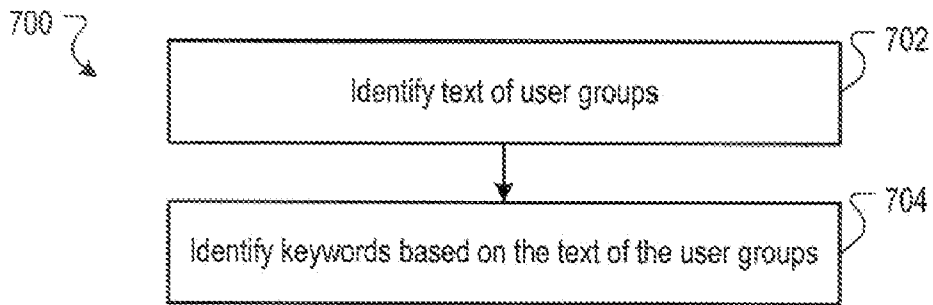 700
702
Identify text of user groups
704
Identify keywords based on the text of the user groups